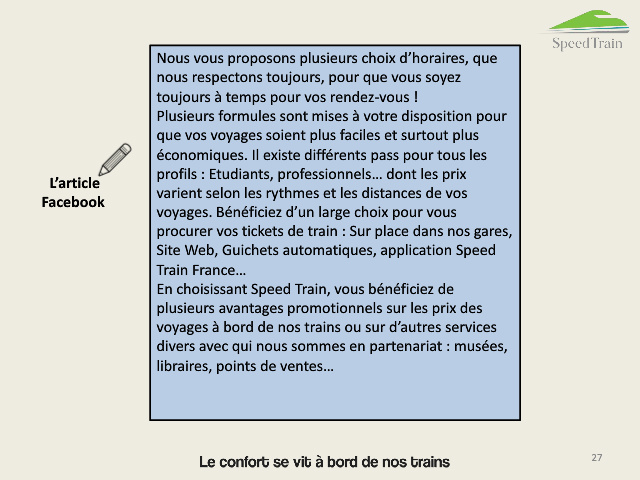 SpeedTrain
Nous vous proposons plusieurs choix d’horaires, que
nous respectons toujours, pour que vous soyez
toujours à temps pour vos rendez-vous !
Plusieurs formules sont mises à votre disposition pour
que vos voyages soient plus faciles et surtout plus
économiques. Il existe différents pass pour tous les
profils : Etudiants, professionnels… dont les prix
varient selon les rythmes et les distances de vos
voyages. Bénéficiez d’un large choix pour vous
procurer vos tickets de train : Sur place dans nos gares,
Site Web, Guichets automatiques, application Speed
Train France…
En choisissant Speed Train, vous bénéficiez de
plusieurs avantages promotionnels sur les prix des
voyages à bord de nos trains ou sur d’autres services
divers avec qui nous sommes en partenariat : musées,
libraires, points de ventes…
L’article
Facebook
Le confort se vit à bord de nos trains
27